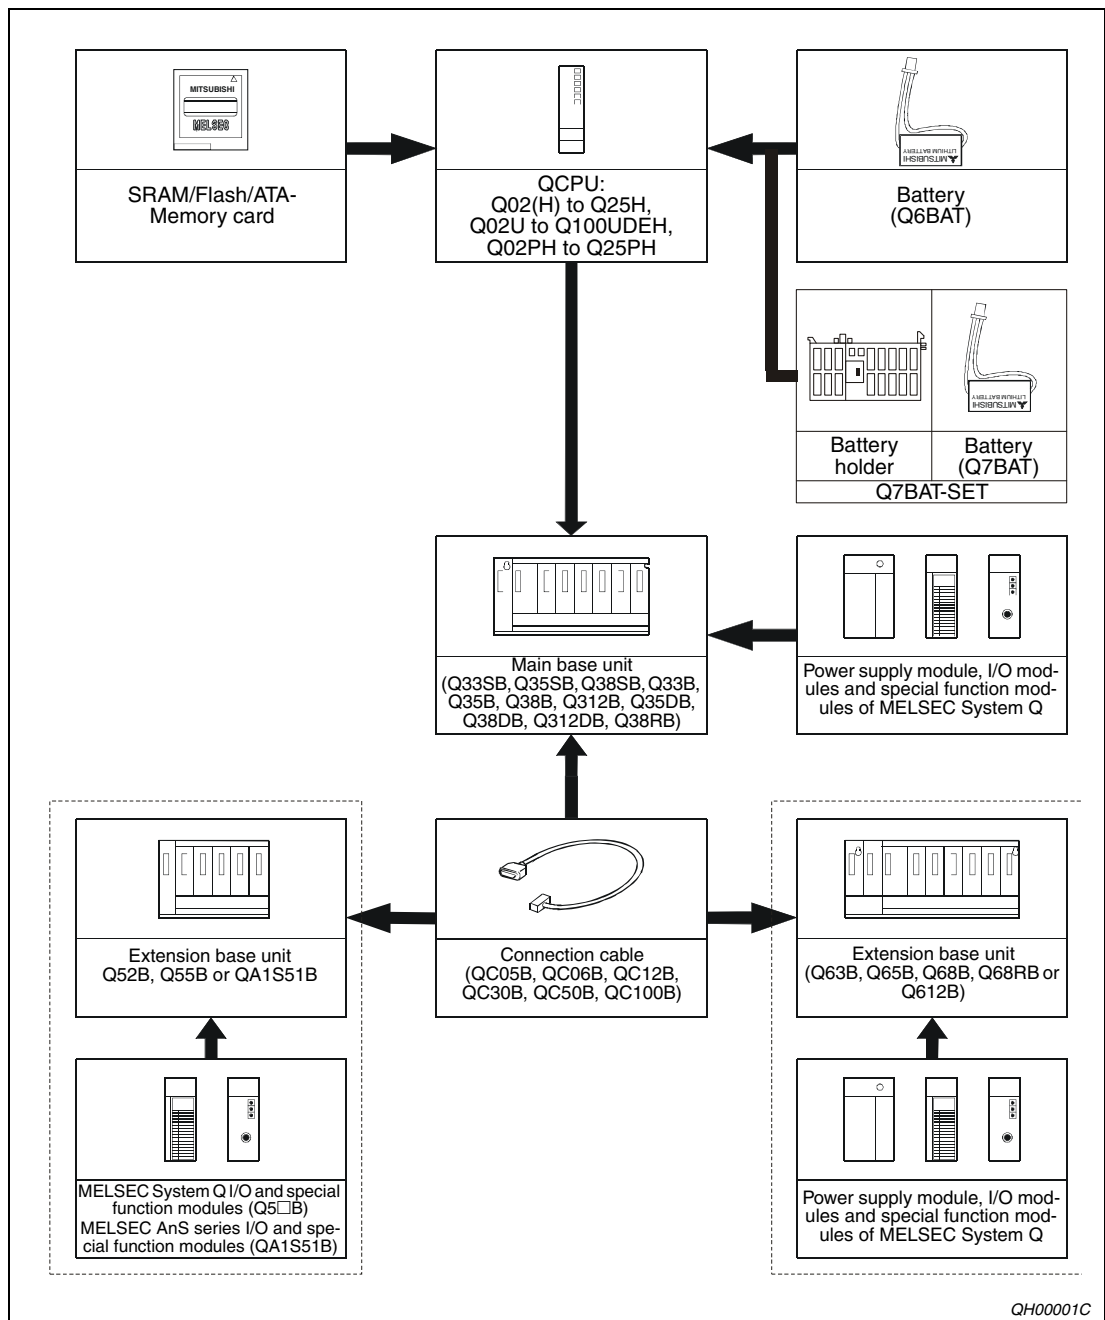 MITSUBISHI
MELSEC
SRAM/Flash/ATA-
Memory card
QCPU:
Q02(H) to Q25H,
Q02U to Q100UDEH,
Q02PH to Q25PH
MITSUBISHI
LITHIUM BATTERY
Battery
(Q6BAT)
MITSUBISHI
LITHIUM BATTERY
Battery
holder
Battery
(Q7BAT)
Q7BAT-SET
Main base unit
(Q33SB, Q35SB, Q38SB, Q33B,
Q35B, Q38B, Q312B, Q35DB,
Q38DB, Q312DB, Q38RB)
Power supply module, I/O mod-
ules and special function mod-
ules of MELSEC System Q
Extension base unit
Q52B, Q55B or QA1S51B
Connection cable
(QC05B, QC06B, QC12B,
QC30B, QC50B, QC100B)
Extension base unit
(Q63B, Q65B, Q68B, Q68RB or
Q612B)
MELSEC System Q I/O and special
function modules (Q5□B)
MELSEC AnS series I/O and spe-
cial function modules (QA1S51B)
Power supply module, I/O mod-
ules and special function mod-
ules of MELSEC System Q
QH00001C